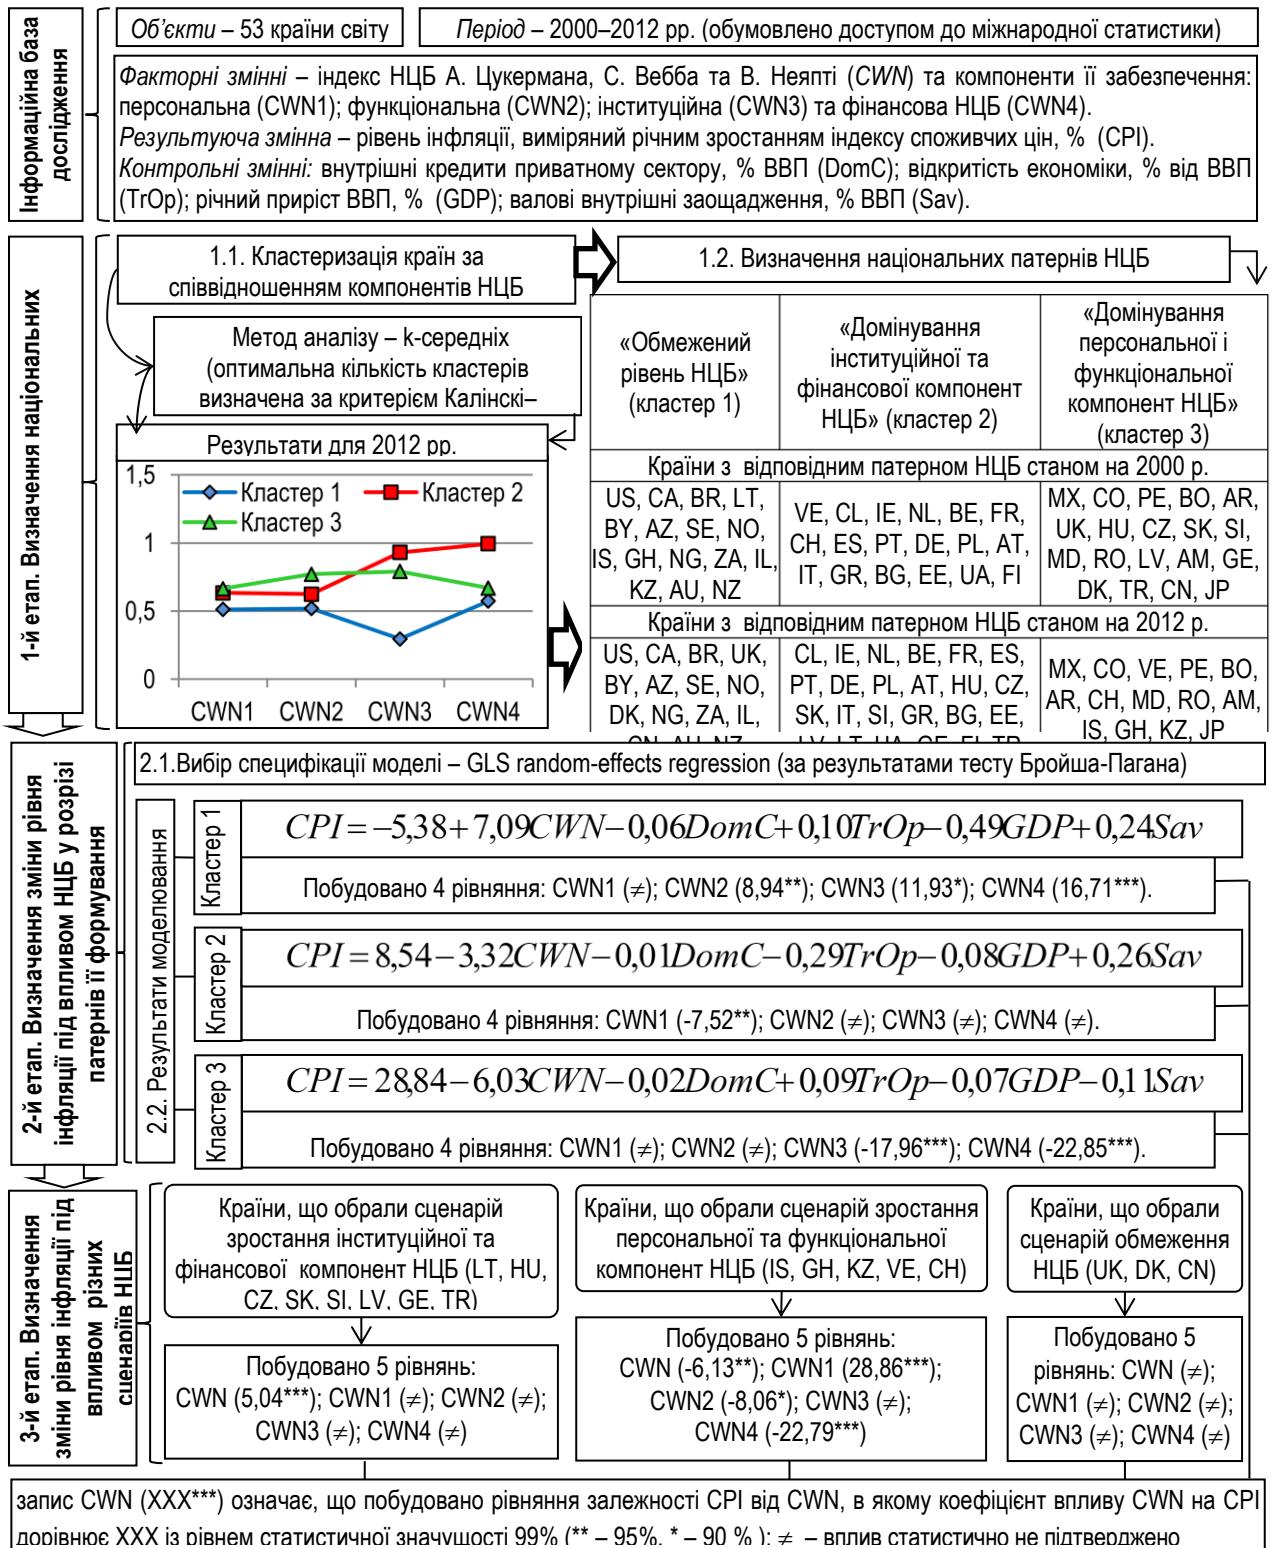 Інформаційна база
дослідження
Об'єкти – 53 країни світу
Період – 2000–2012 рр. (обумовлено доступом до міжнародної статистики)
Факторні змінні – індекс НЦБ А. Цукермана, С. Вебба та В. Неяпті (CWN) та компоненти її забезпечення:
персональна (CWN1); функціональна (CWN2); інституційна (CWN3) та фінансова НЦБ (CWN4).
Результуюча змінна – рівень інфляції, виміряний річним зростанням індексу споживчих цін, % (CPI).
Контрольні змінні: внутрішні кредити приватному сектору, % ВВП (DomC); відкритість економіки, % від ВВП
(TrOp); річний приріст ВВП, % (GDP); валові внутрішні заощадження, % ВВП (Sav).
1-й етап. Визначення національних
1.1. Кластеризація країн за
співвідношенням компонентів НЦБ
Метод аналізу – k-середніх
(оптимальна кількість кластерів
визначена за критерієм Калінскі–
Результати для 2012 рр.
1,5
1
0,5
0
Кластер 1
Кластер 2
Кластер 3
CWN1 CWN2 CWN3 CWN4
1.2. Визначення національних патернів НЦБ
«Обмежений
рівень НЦБ»
(кластер 1)
«Домінування
інституційної та
фінансової компонент
НЦБ» (кластер 2)
«Домінування
персональної і
функціональної
компонент НЦБ»
(кластер 3)
Країни з відповідним патерном НЦБ станом на 2000 р.
US, CA, BR, LT,
BY, AZ, SE, NO,
IS, GH, NG, ZA, IL,
KZ, AU, NZ
VE, CL, IE, NL, BE, FR,
CH, ES, PT, DE, PL, AT,
IT, GR, BG, EE, UA, FI
MX, CO, PE, BO, AR,
UK, HU, CZ, SK, SI,
MD, RO, LV, AM, GE,
DK, TR, CN, JP
Країни з відповідним патерном НЦБ станом на 2012 р.
US, CA, BR, UK,
BY, AZ, SE, NO,
DK, NG, ZA, IL,
CN, AU, NZ
CL, IE, NL, BE, FR, ES,
PT, DE, PL, AT, HU, CZ,
SK, IT, SI, GR, BG, EE,
LV, LT, UA, GE, FI, TR
MX, CO, VE, PE, BO,
AR, CH, MD, RO, AM,
IS, GH, KZ, JP
2-й етап. Визначення зміни рівня
інфляції під впливом НЦБ у розрізі
патернів її формування
2.1.Вибір специфікації моделі – GLS random-effects regression (за результатами тесту Бройша-Пагана)
2.2. Результати моделювання
Кластер 1
CPI = −5,38+7,09CWN−0,06DomC+0,10TrOp−0,49GDP+0,24Sav
Побудовано 4 рівняння: CWN1 (≠); CWN2 (8,94**); CWN3 (11,93*); CWN4 (16,71***).
Кластер 2
CPI = 8,54−3,32CWN−0,01DomC−0,29TrOp−0,08GDP+0,26Sav
Побудовано 4 рівняння: CWN1 (-7,52**); CWN2 (≠); CWN3 (≠); CWN4 (≠).
Кластер 3
CPI = 28,84−6,03CWN−0,02DomC+0,09TrOp−0,07GDP−0,11Sav
Побудовано 4 рівняння: CWN1 (≠); CWN2 (≠); CWN3 (-17,96***); CWN4 (-22,85***).
3-й етап. Визначення
зміни рівня інфляції під
впливом різних
сценаріїв НЦБ
Країни, що обрали сценарій
зростання інституційної та
фінансової компонент НЦБ (LT, HU,
CZ, SK, SI, LV, GE, TR)
Країни, що обрали сценарій зростання
персональної та функціональної
компонент НЦБ (IS, GH, KZ, VE, CH)
Країни, що обрали
сценарій обмеження
НЦБ (UK, DK, CN)
Побудовано 5 рівнянь:
CWN (5,04***); CWN1 (≠); CWN2 (≠);
CWN3 (≠); CWN4 (≠)
Побудовано 5 рівнянь:
CWN (-6,13**); CWN1 (28,86***);
CWN2 (-8,06*); CWN3 (≠);
CWN4 (-22,79***)
Побудовано 5
рівнянь: CWN (≠);
CWN1 (≠); CWN2 (≠);
CWN3 (≠); CWN4 (≠)
запис CWN (XXX***) означає, що побудовано рівняння залежності CPI від CWN, в якому коефіцієнт впливу CWN на CPI
дорівнює XXX із рівнем статистичної значущості 99% (** – 95%, * – 90 % ); ≠ – вплив статистично не підтверджено